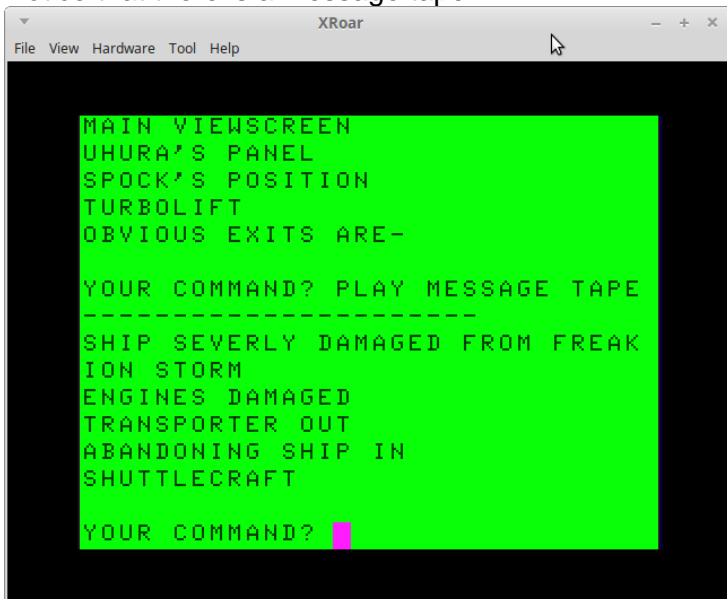 XRoar
File View Hardware Tool Help
MAIN VIEWSCREEN
UHURA'S PANEL
SPOCK'S POSITION
TURBOLIFT
OBVIOUS EXITS ARE-
YOUR COMMAND? PLAY MESSAGE TAPE
----------------------
SHIP SEVERLY DAMAGED FROM FREAK
ION STORM
ENGINES DAMAGED
TRANSPORTER OUT
ABANDONING SHIP IN
SHUTTLECRAFT
YOUR COMMAND?